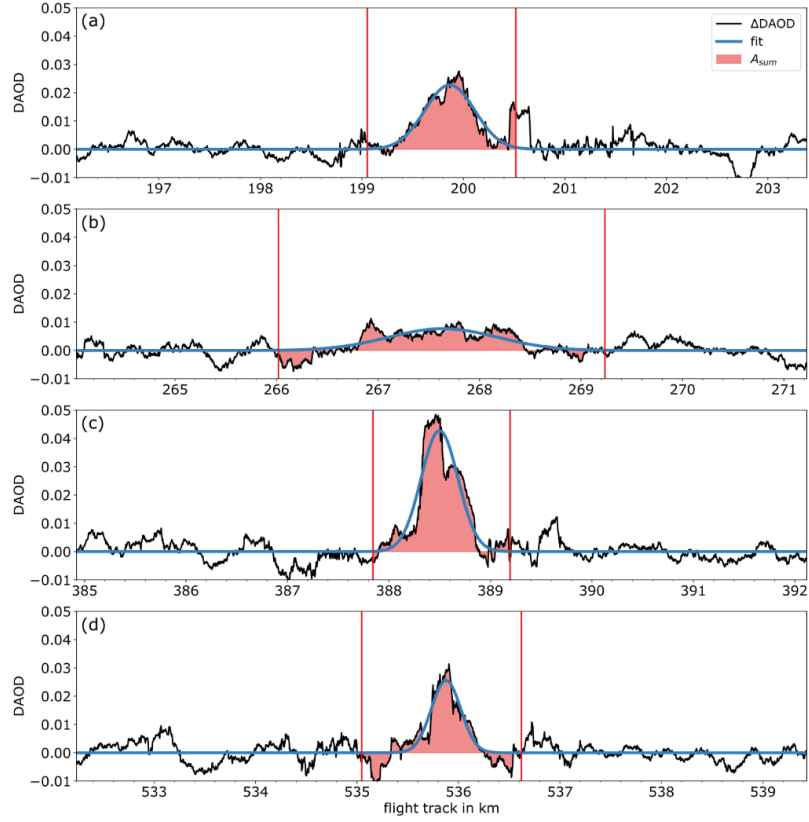 (a)
ΔDAOD
fit
A_sum
DAOD
0.05
0.04
0.03
0.02
0.01
0.00
−0.01
197 198 199 200 201 202 203
(b)
DAOD
0.05
0.04
0.03
0.02
0.01
0.00
−0.01
265 266 267 268 269 270 271
(c)
DAOD
0.05
0.04
0.03
0.02
0.01
0.00
−0.01
385 386 387 388 389 390 391 392
(d)
DAOD
0.05
0.04
0.03
0.02
0.01
0.00
−0.01
533 534 535 536 537 538 539
flight track in km